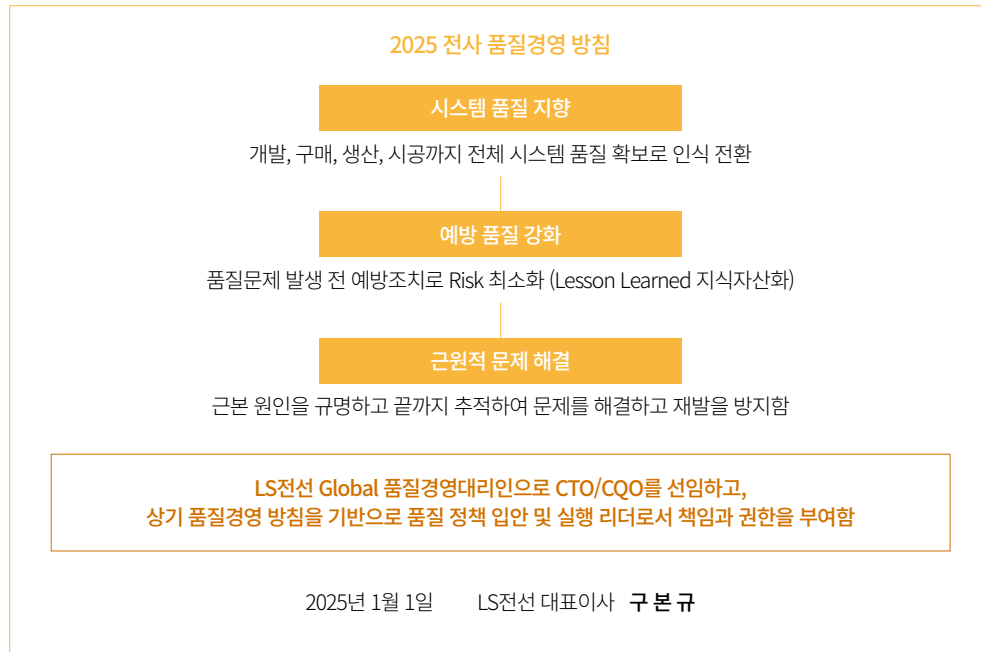 2025 전사 품질경영 방침
시스템 품질 지향
개발, 구매, 생산, 시공까지 전체 시스템 품질 확보로 인식 전환
예방 품질 강화
품질문제 발생 전 예방조치로 Risk 최소화 (Lesson Learned 지식자산화)
근원적 문제 해결
근본 원인을 규명하고 끝까지 추적하여 문제를 해결하고 재발을 방지함
LS전선 Global 품질경영대리인으로 CTO/CQO를 선임하고,
상기 품질경영 방침을 기반으로 품질 정책 입안 및 실행 리더로서 책임과 권한을 부여함
2025년 1월 1일 LS전선 대표이사 구 본 규